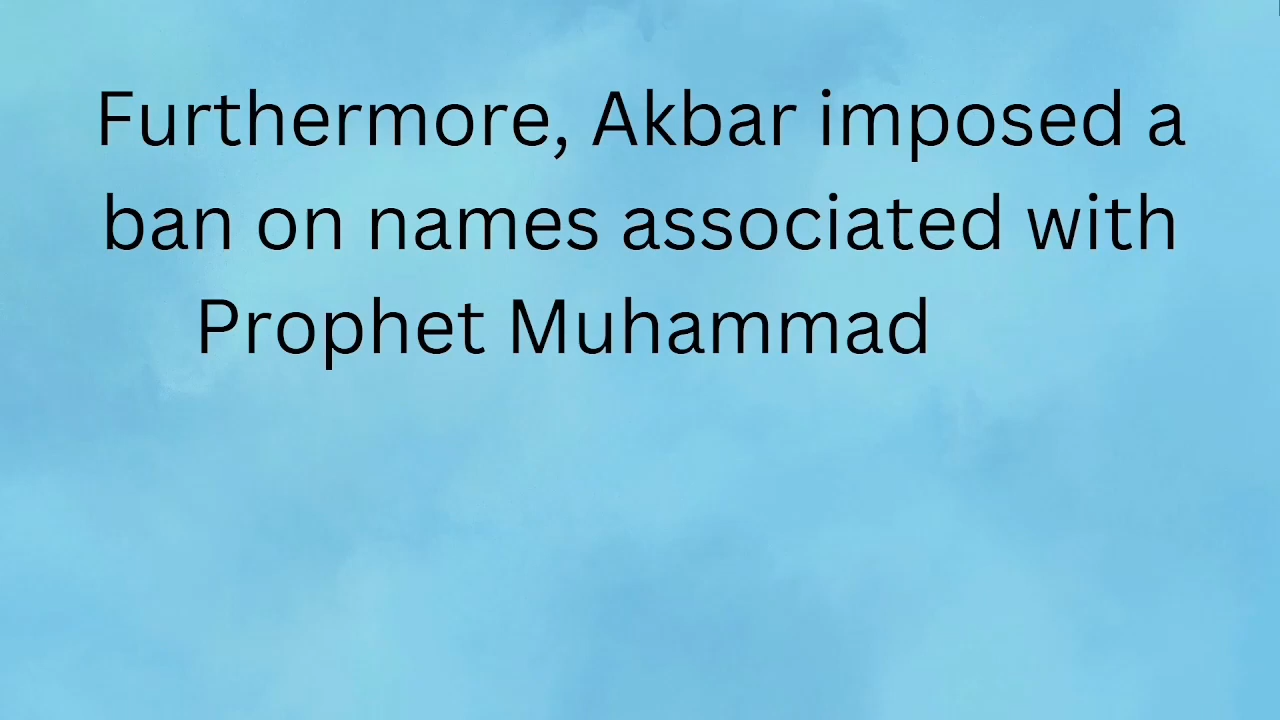 Furthermore, Akbar imposed a
ban on names associated with
Prophet Muhammad